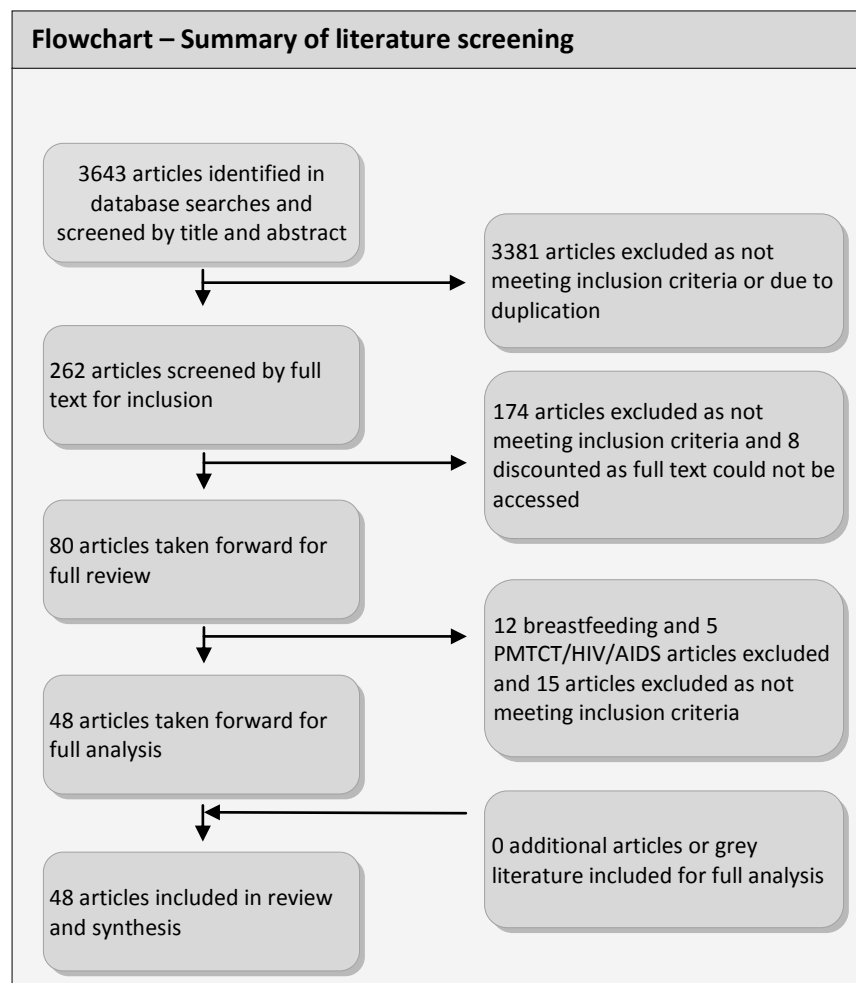 Flowchart – Summary of literature screening
3643 articles identified in
database searches and
screened by title and abstract
3381 articles excluded as not
meeting inclusion criteria or due to
duplication
262 articles screened by full
text for inclusion
174 articles excluded as not
meeting inclusion criteria and 8
discounted as full text could not be
accessed
80 articles taken forward for
full review
12 breastfeeding and 5
PMTCT/HIV/AIDS articles excluded
and 15 articles excluded as not
meeting inclusion criteria
48 articles taken forward for
full analysis
0 additional articles or grey
literature included for full analysis
48 articles included in review
and synthesis